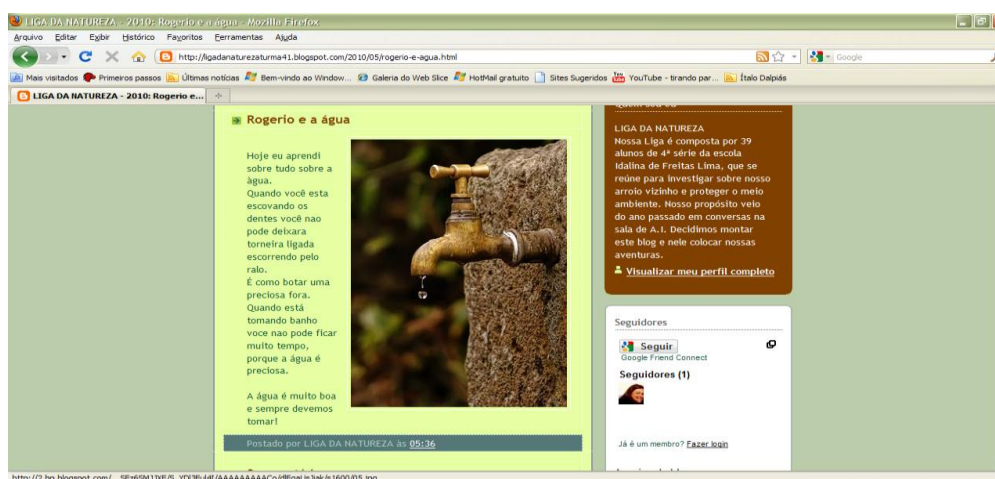 LIGA DA NATUREZA - 2010: Rogerio e a água - Mozilla Firefox
Arquivo Editar Exibir Histórico Favoritos Ferramentas Ajuda
http://ligadanaturezaturma41.blogspot.com/2010/05/rogerio-e-agua.html
Google
Mais visitados Primeiros passos Últimas notícias Bem-vindo ao Window... Galeria do Web Slice HotMail gratuito Sites Sugeridos YouTube - tirando par... Ítalo Dalpiás
LIGA DA NATUREZA - 2010: Rogerio e...
Rogerio e a água
Hoje eu aprendi
sobre tudo sobre a
àgua.
Quando você esta
escovando os
dentes você nao
pode deixara
torneira ligada
escorrendo pelo
ralo.
É como botar uma
preciosa fora.
Quando está
tomando banho
voce nao pode ficar
muito tempo,
porque a água é
preciosa.
A água é muito boa
e sempre devemos
tomar!
Postado por LIGA DA NATUREZA às 05:36
Quem sou eu
LIGA DA NATUREZA
Nossa Liga é composta por 39
alunos de 4ª série da escola
Idalina de Freitas Lima, que se
reúne para investigar sobre nosso
arroio vizinho e proteger o meio
ambiente. Nosso propósito veio
do ano passado em conversas na
sala de A.I. Decidimos montar
este blog e nele colocar nossas
aventuras.
Visualizar meu perfil completo
Seguidores
Seguir
Google Friend Connect
Seguidores (1)
Já é um membro? Fazer login